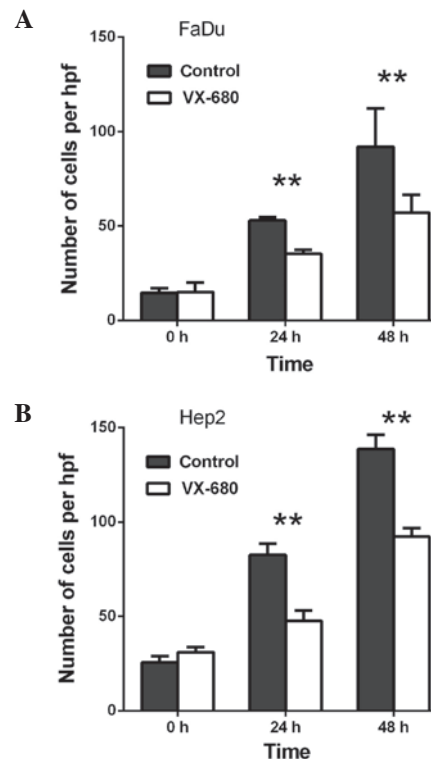 A
FaDu
Number of cells per hpf
150
100
50
0
Control
VX-680
**
**
0 h
24 h
48 h
Time
B
Hep2
Number of cells per hpf
150
100
50
0
Control
VX-680
**
**
0 h
24 h
48 h
Time